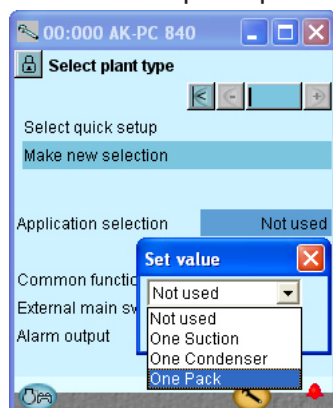 00:000 AK-PC 840
Select plant type
Select quick setup
Make new selection
Application selection Not used
Set value
Common functio
Not used
External main sw
Not used
One Suction
Alarm output
One Condenser
One Pack